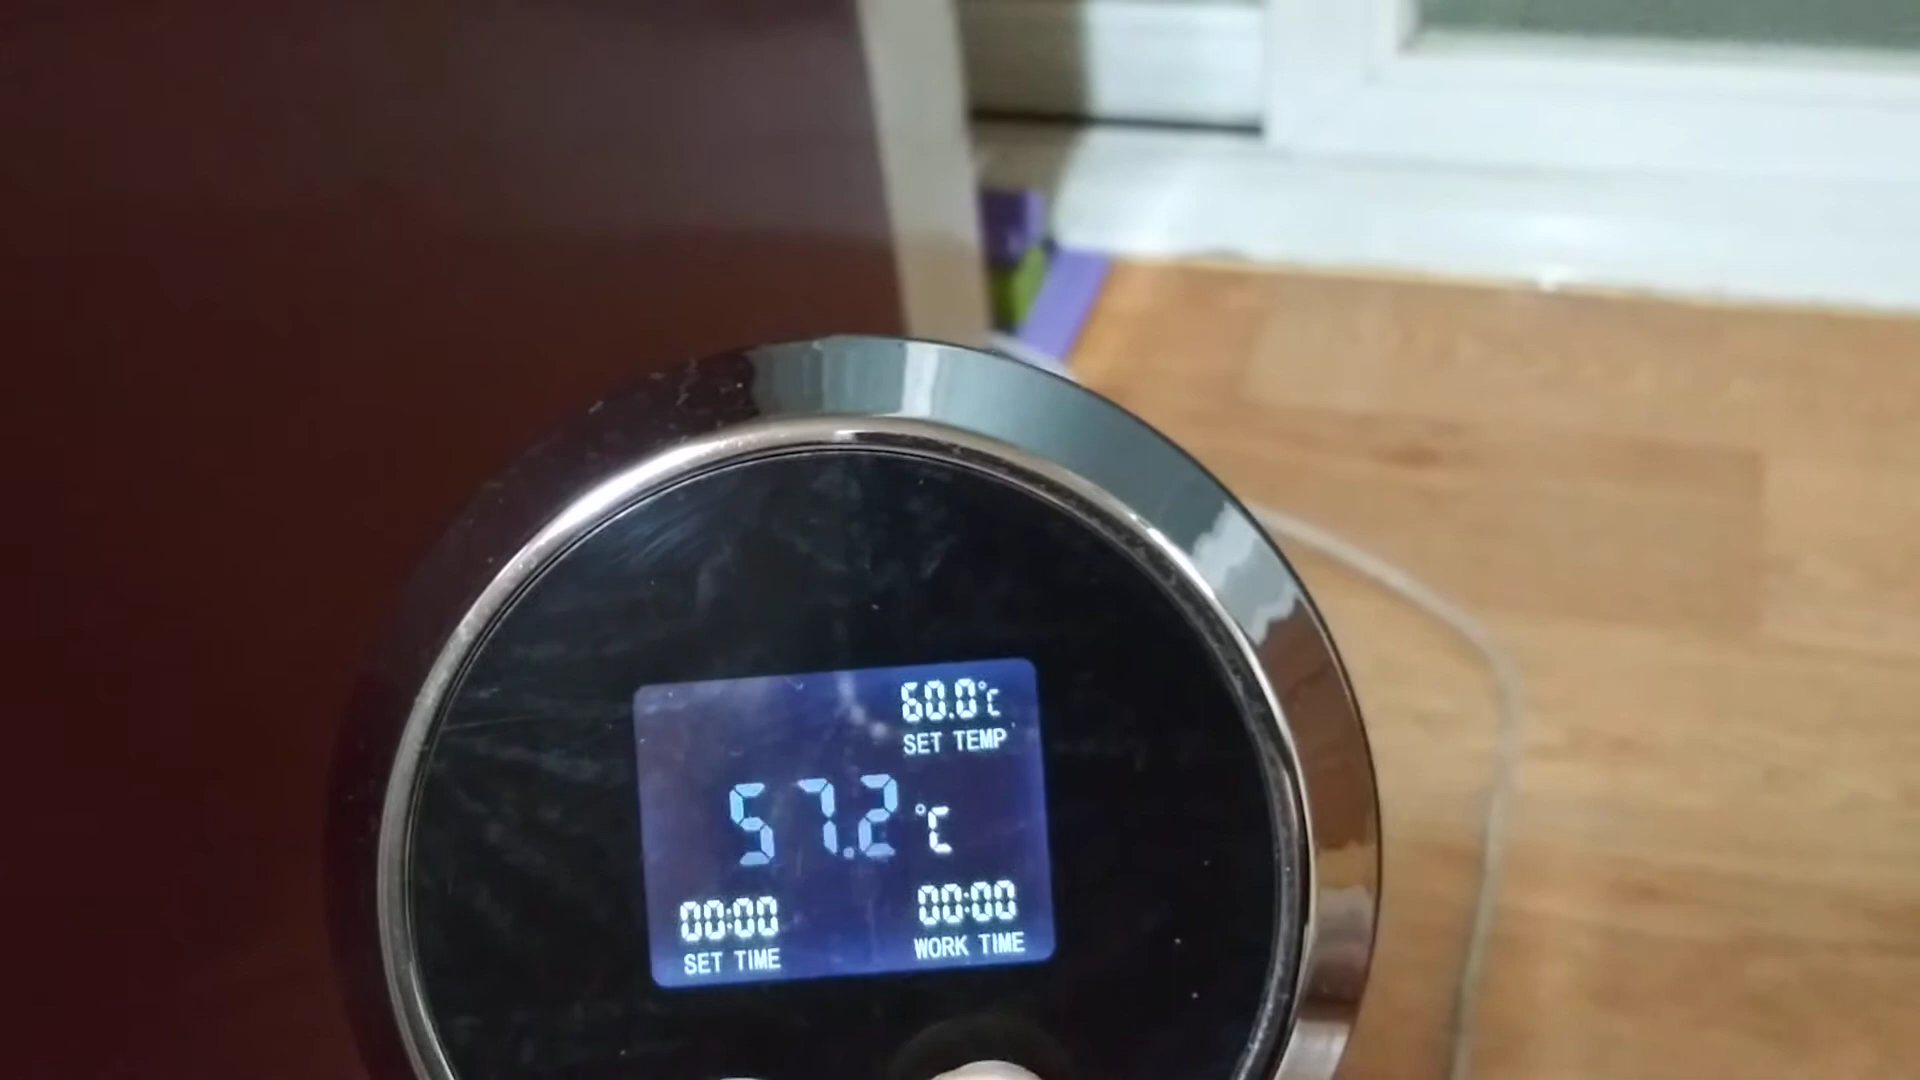 60.0°C
SET TEMP
57.2 °C
00:00 00:00
SET TIME WORK TIME